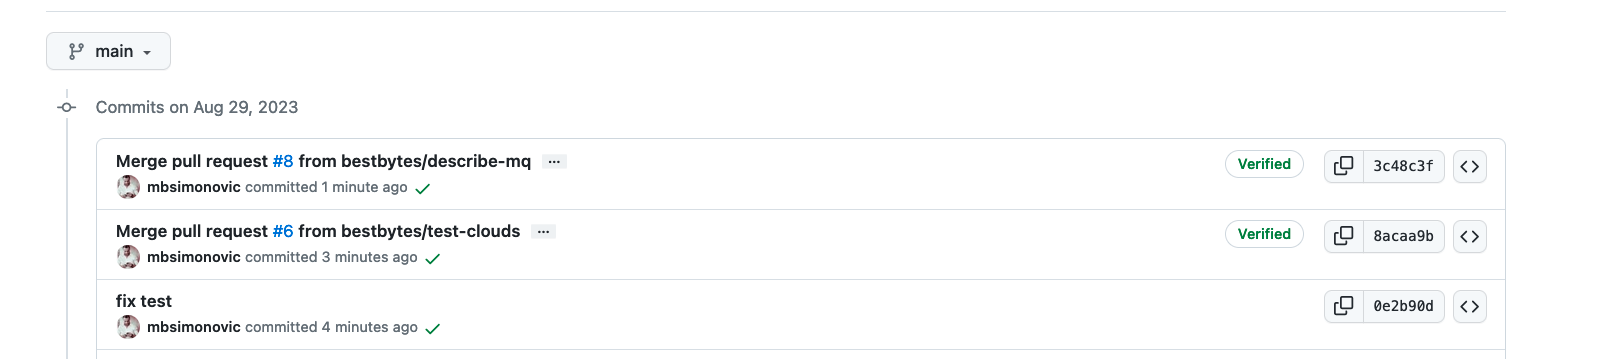 main
Commits on Aug 29, 2023
Merge pull request #8 from bestbytes/describe-mq ...
Verified
3c48c3f
mbsimonovic committed 1 minute ago
Merge pull request #6 from bestbytes/test-clouds ...
Verified
8acaa9b
mbsimonovic committed 3 minutes ago
fix test
0e2b90d
mbsimonovic committed 4 minutes ago